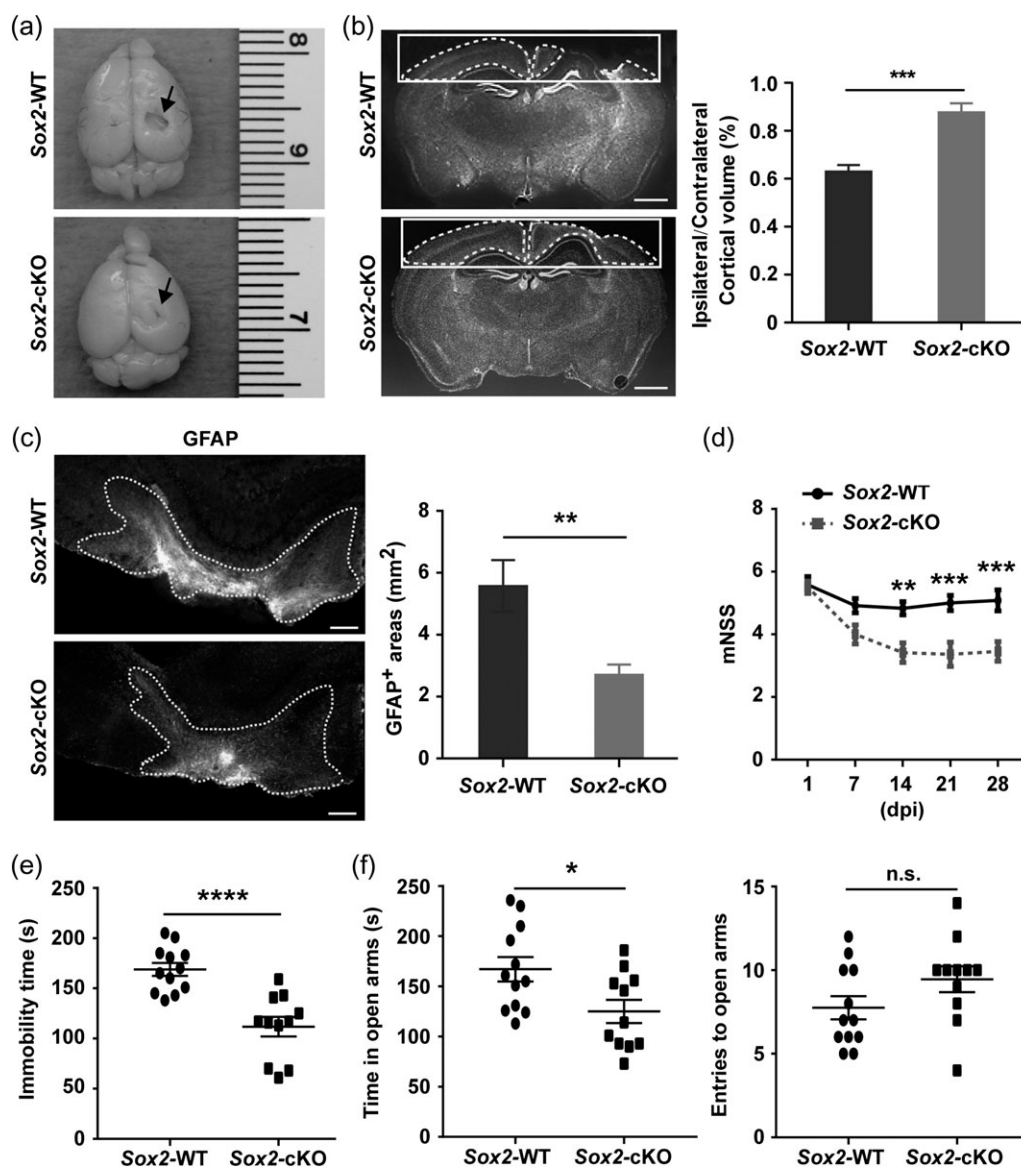 (a)
Sox2-WT
Sox2-cKO
8
9
7
(b)
Sox2-WT
Sox2-cKO
Ipsilateral/Contralateral
Cortical volume (%)
1.0
0.8
0.6
0.4
0.2
0
***
Sox2-WT Sox2-cKO
(c)
GFAP
Sox2-WT
Sox2-cKO
GFAP+ areas (mm2)
8
6
4
2
0
**
Sox2-WT Sox2-cKO
(d)
Sox2-WT
Sox2-cKO
mNSS
8
6
4
2
0
** *** ***
1 7 14 21 28
(dpi)
(e)
Immobility time (s)
250
200
150
100
50
0
****
Sox2-WT Sox2-cKO
(f)
Time in open arms (s)
250
200
150
100
50
0
*
Sox2-WT Sox2-cKO
Entries to open arms
15
10
5
0
n.s.
Sox2-WT Sox2-cKO